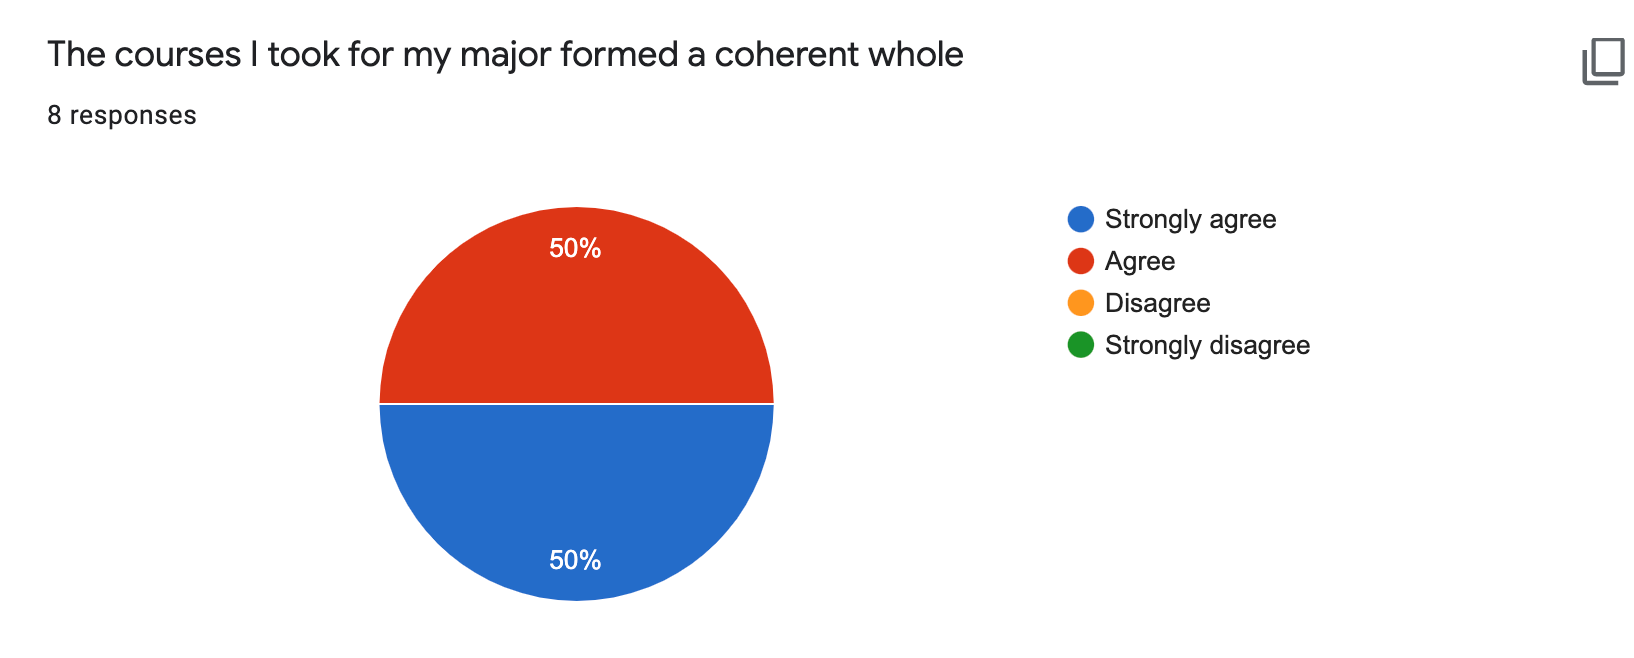 The courses I took for my major formed a coherent whole
8 responses
50%
50%
Strongly agree
Agree
Disagree
Strongly disagree